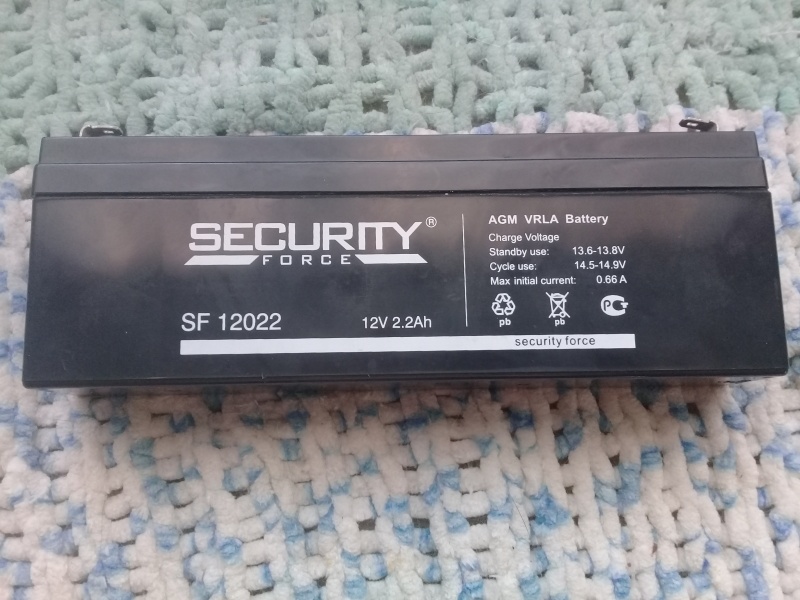 SECURITY®
FORCE
SF 12022
12V 2.2Ah
AGM VRLA Battery
Charge Voltage
Standby use: 13.6-13.8V
Cycle use: 14.5-14.9V
Max initial current: 0.66 A
pb
pb
security force